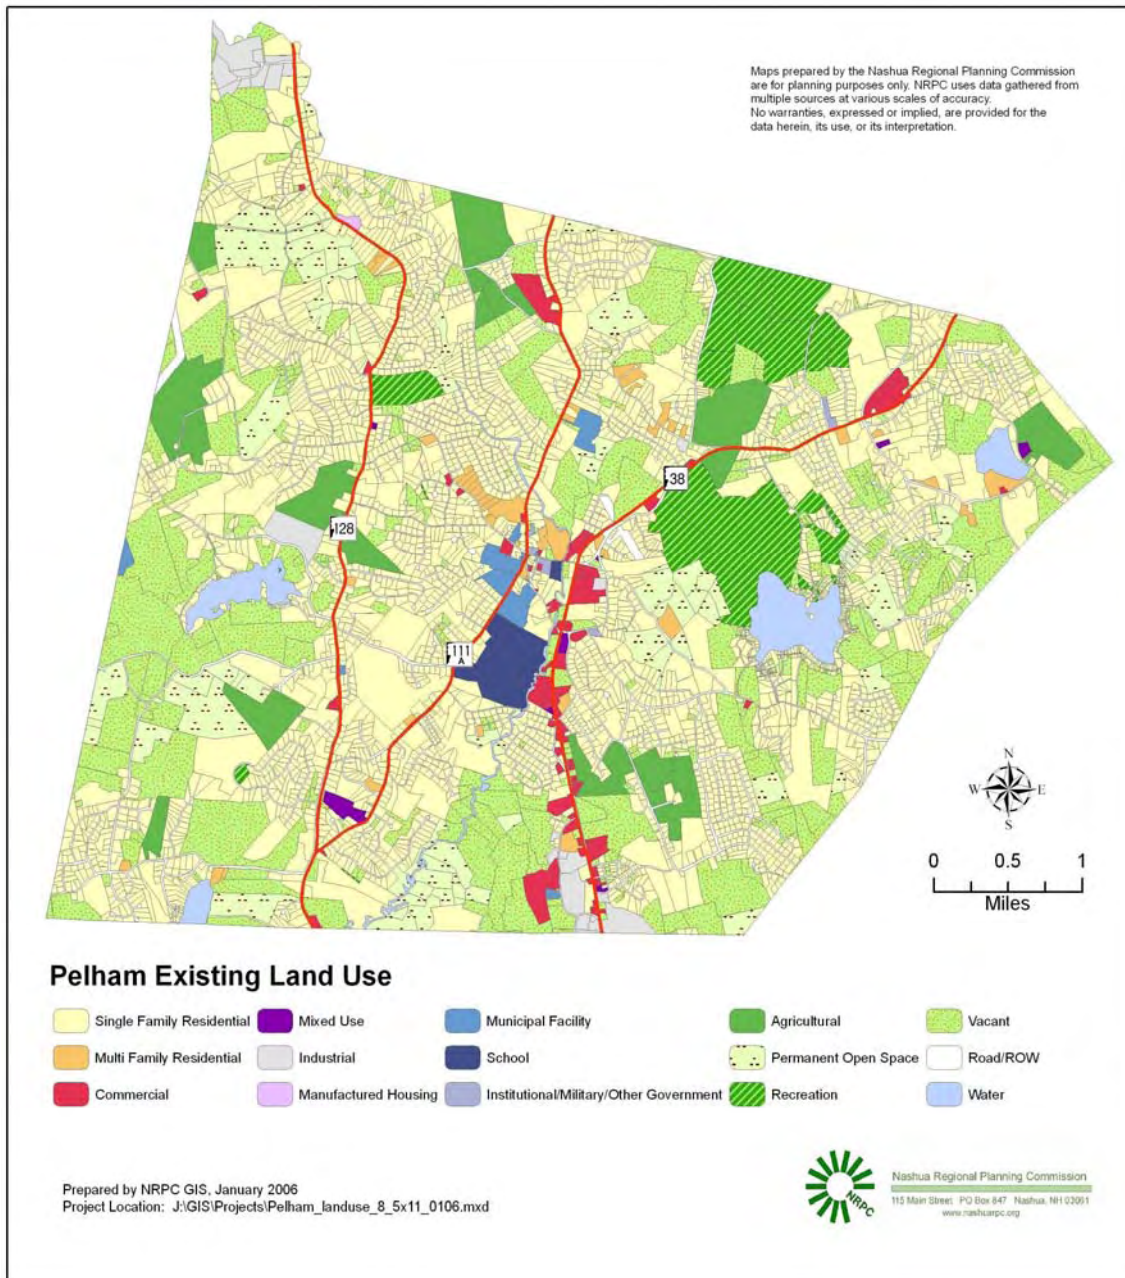 Maps prepared by the Nashua Regional Planning Commission
are for planning purposes only. NRPC uses data gathered from
multiple sources at various scales of accuracy.
No warranties, expressed or implied, are provided for the
data herein, its use, or its interpretation.
38
128
111
A
N
W E
S
0 0.5 1
Miles
Pelham Existing Land Use
Single Family Residential
Mixed Use
Municipal Facility
Agricultural
Vacant
Multi Family Residential
Industrial
School
Permanent Open Space
Road/ROW
Commercial
Manufactured Housing
Institutional/Military/Other Government
Recreation
Water
Prepared by NRPC GIS, January 2006
Project Location: J:\GIS\Projects\Pelham_landuse_8_5x11_0106.mxd
NRPC
Nashua Regional Planning Commission
115 Main Street PO Box 847 Nashua, NH 03061
www.nashuarpc.org